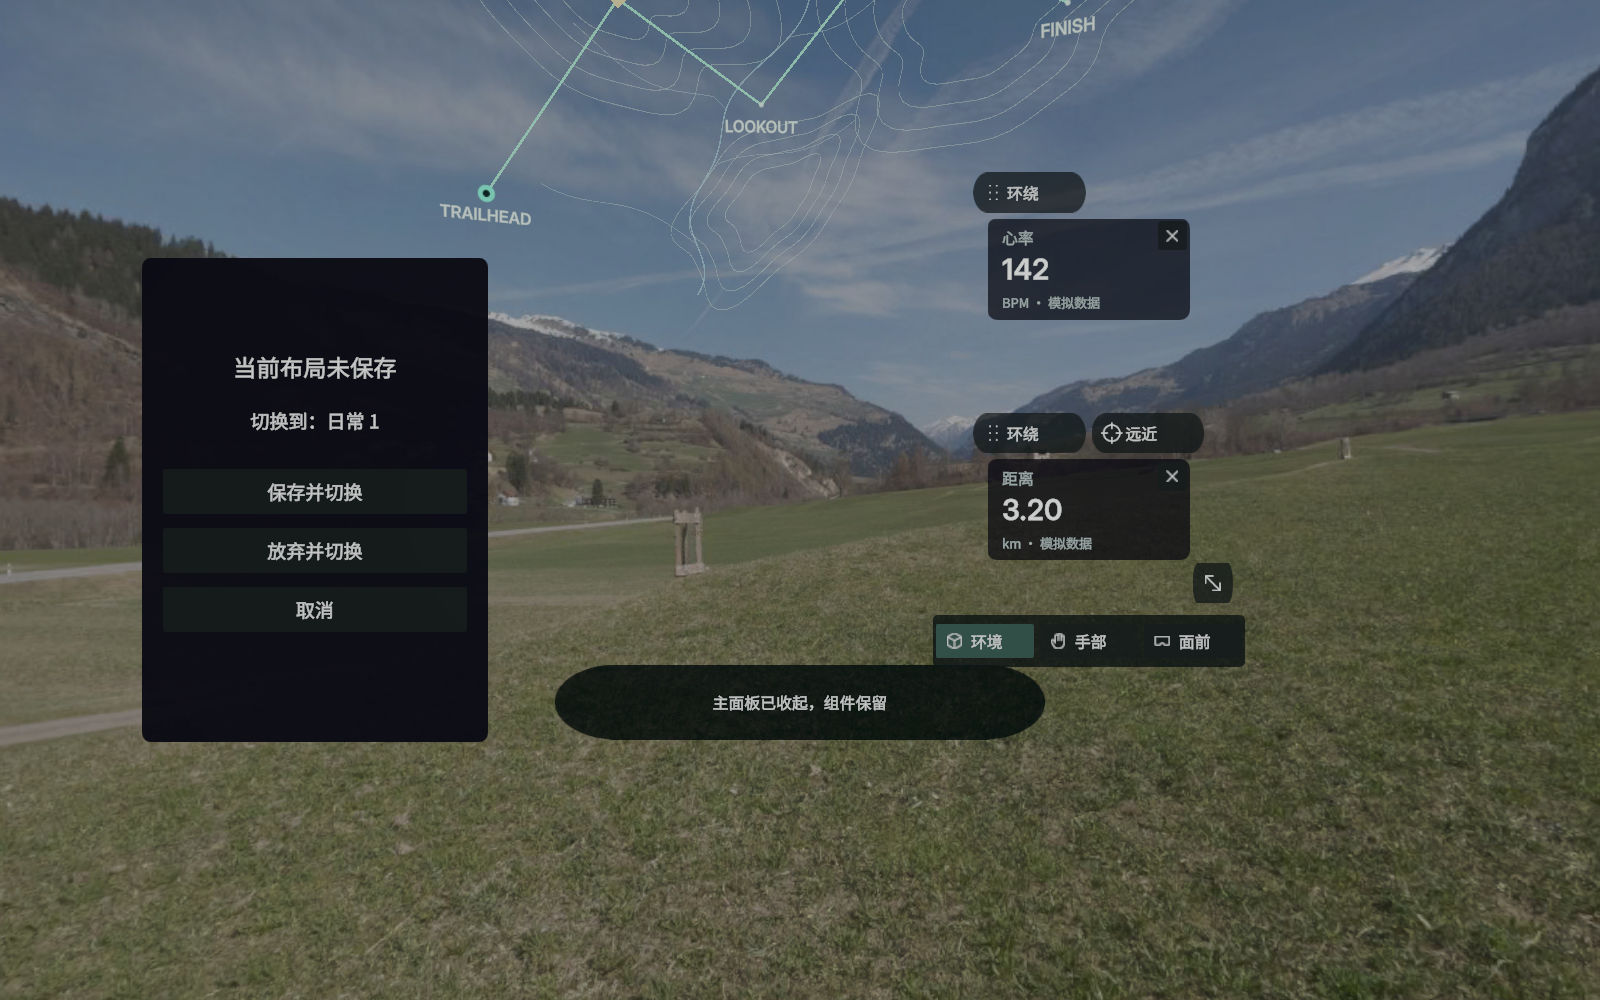 FINISH
LOOKOUT
TRAILHEAD
环绕
心率
142
BPM • 模拟数据
当前布局未保存
切换到：日常 1
保存并切换
放弃并切换
取消
环绕
远近
距离
3.20
km • 模拟数据
环境
手部
面前
主面板已收起，组件保留